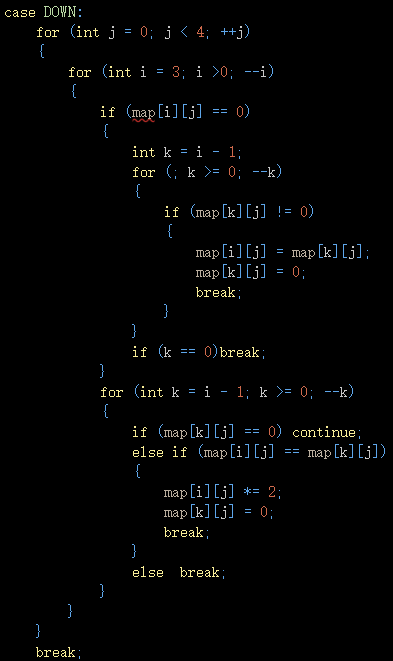 case DOWN:
for (int j = 0; j < 4; ++j)
{
for (int i = 3; i >0; --i)
{
if (map[i][j] == 0)
{
int k = i - 1;
for (; k >= 0; --k)
{
if (map[k][j] != 0)
{
map[i][j] = map[k][j];
map[k][j] = 0;
break;
}
}
if (k == 0)break;
}
for (int k = i - 1; k >= 0; --k)
{
if (map[k][j] == 0) continue;
else if (map[i][j] == map[k][j])
{
map[i][j] *= 2;
map[k][j] = 0;
break;
}
else  break;
}
}
}
break;